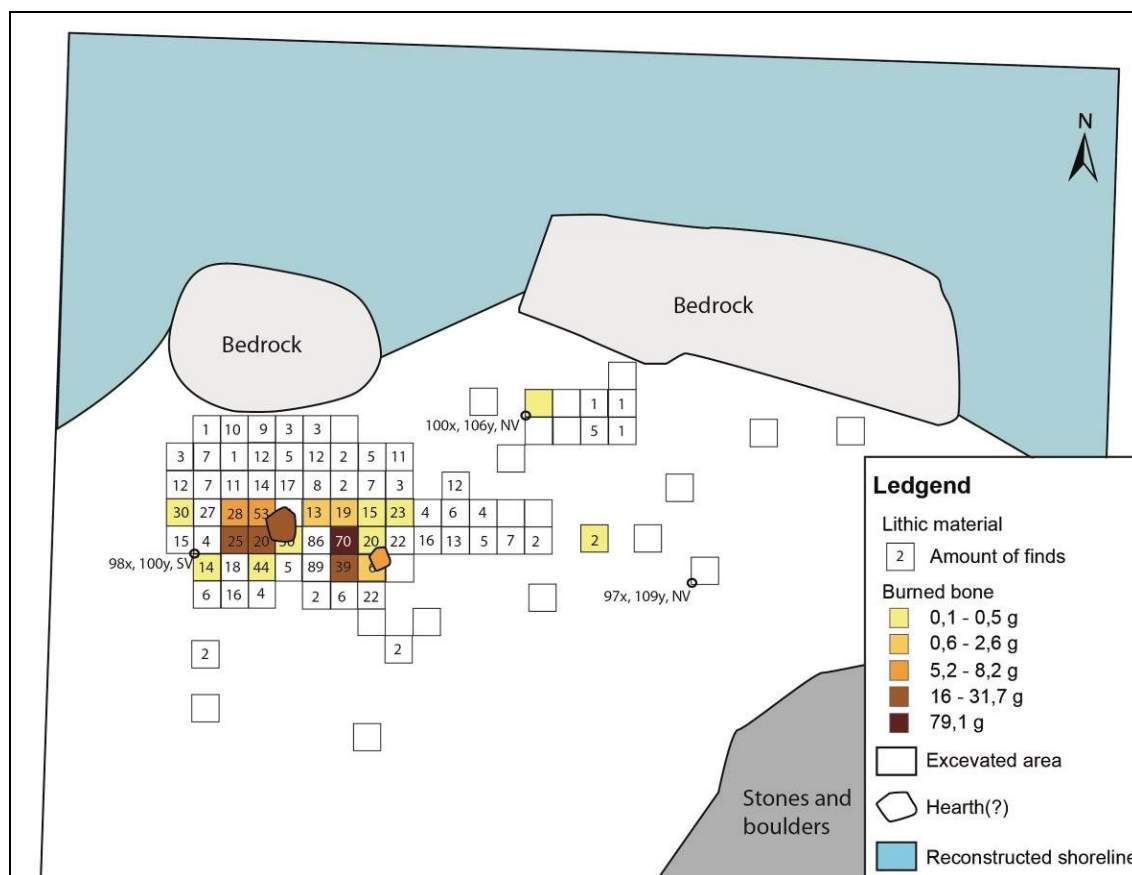 N
Bedrock
Bedrock
1 1
100x, 106y, NV
5 1
1 10 9 3 3
3 7 1 12 5 12 2 5 11
12 7 11 14 17 8 2 7 3 12
30 27 28 53 13 19 15 23 4 6 4
15 4 25 20 86 70 20 22 16 13 5 7 2 2
98x, 100y, SV
14 18 44 5 89 39 6
97x, 109y, NV
6 16 4 2 6 22
2 2
Stones and
boulders
Ledgend
Lithic material
2 Amount of finds
Burned bone
0,1 - 0,5 g
0,6 - 2,6 g
5,2 - 8,2 g
16 - 31,7 g
79,1 g
Excevated area
Hearth(?)
Reconstructed shoreline